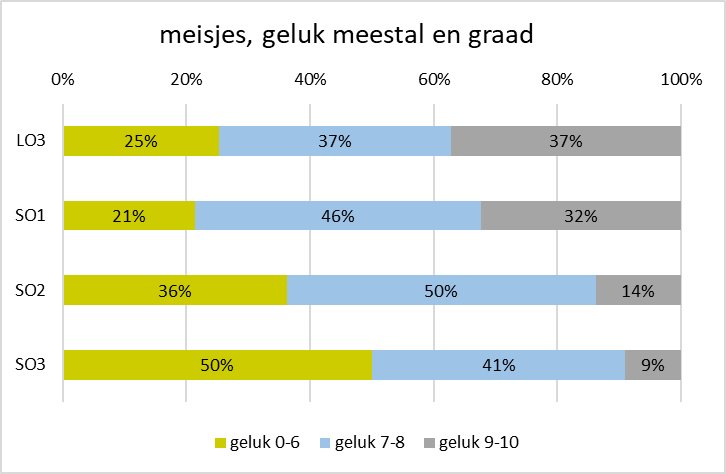 meisjes, geluk meestal en graad
0% 20% 40% 60% 80% 100%
LO3 25% 37% 37%
SO1 21% 46% 32%
SO2 36% 50% 14%
SO3 50% 41% 9%
geluk 0-6 geluk 7-8 geluk 9-10